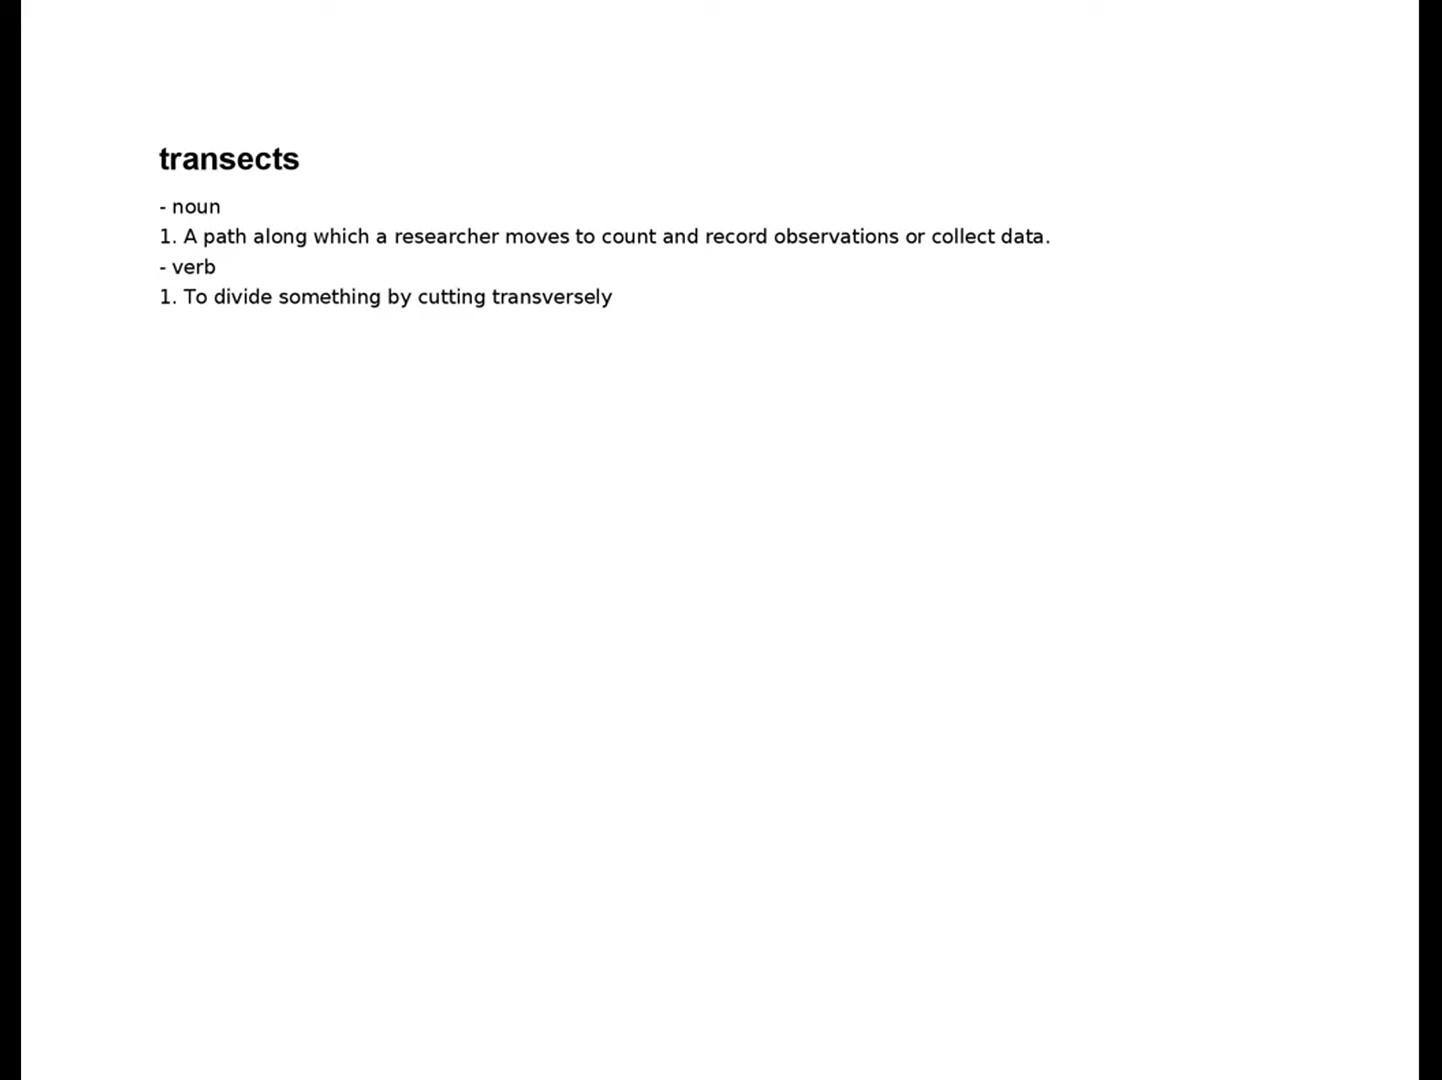 transects
- noun
1. A path along which a researcher moves to count and record observations or collect data.
- verb
1. To divide something by cutting transversely